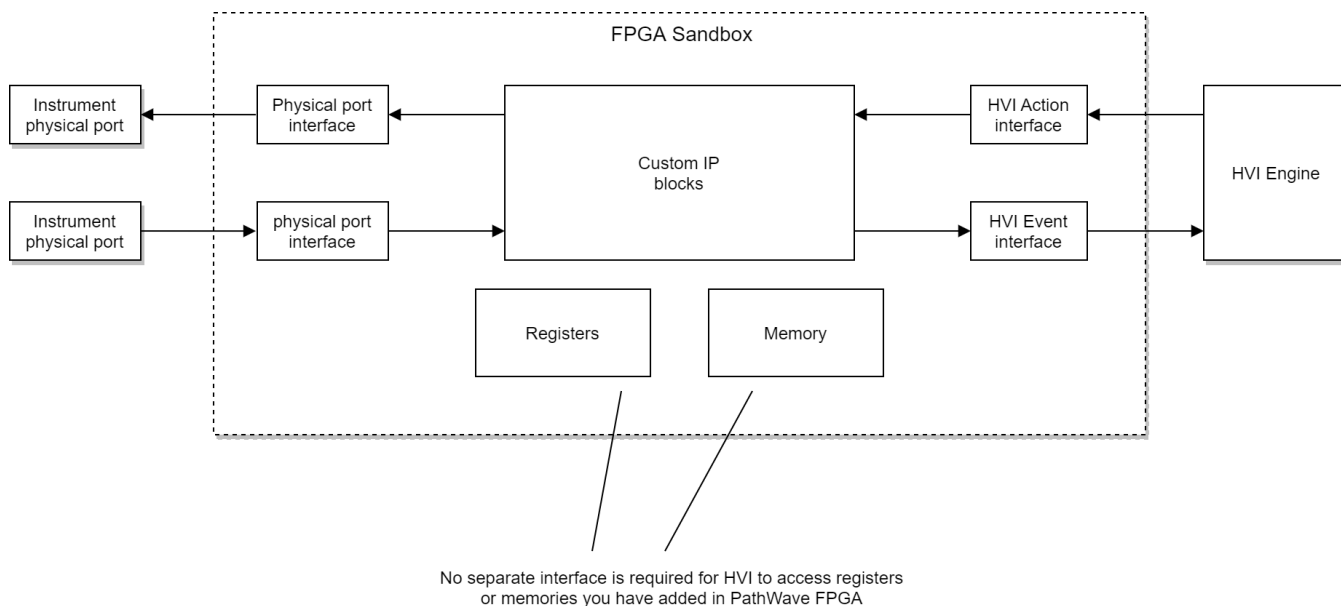 FPGA Sandbox
Instrument
physical port
Physical port
interface
Custom IP
blocks
HVI Action
interface
HVI Engine
Instrument
physical port
physical port
interface
HVI Event
interface
Registers
Memory
No separate interface is required for HVI to access registers
or memories you have added in PathWave FPGA